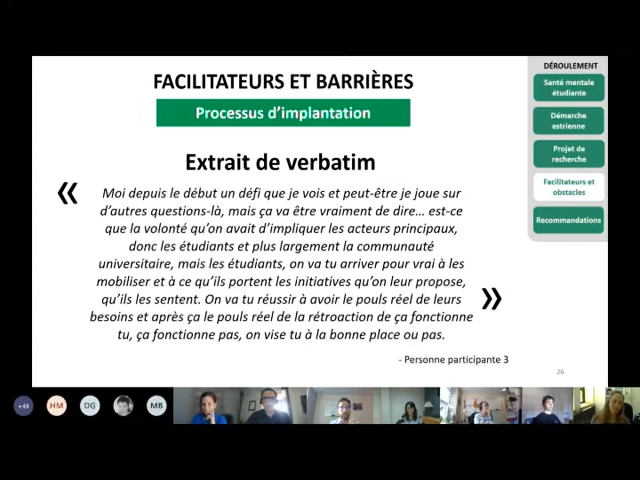 FACILITATEURS ET BARRIÈRES
Processus d'implantation
Extrait de verbatim
«
Moi depuis le début un défi que je vois et peut-être je joue sur
d'autres questions-là, mais ça va être vraiment de dire… est-ce
que la volonté qu'on avait d'impliquer les acteurs principaux,
donc les étudiants et plus largement la communauté
universitaire, mais les étudiants, on va tu arriver pour vrai à les
mobiliser et à ce qu'ils portent les initiatives qu'on leur propose,
qu'ils les sentent. On va tu réussir à avoir le pouls réel de leurs
besoins et après ça le pouls réel de la rétroaction de ça fonctionne
tu, ça fonctionne pas, on vise tu à la bonne place ou pas.
»
- Personne participante 3
26
DÉROULEMENT
Santé mentale
étudiante
Démarche
estrienne
Projet de
recherche
Facilitateurs et
obstacles
Recommandations
+43
HM
DG
MB